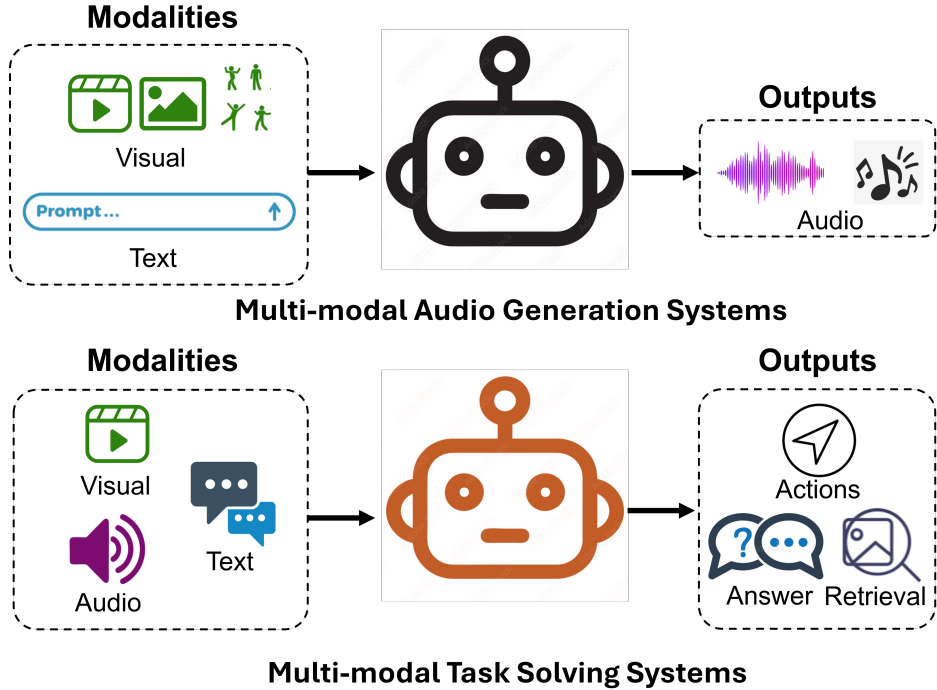 Modalities
Outputs
Visual
Prompt...
Text
Audio
Multi-modal Audio Generation Systems
Modalities
Outputs
Visual
Text
Audio
Actions
?
Answer
Retrieval
Multi-modal Task Solving Systems